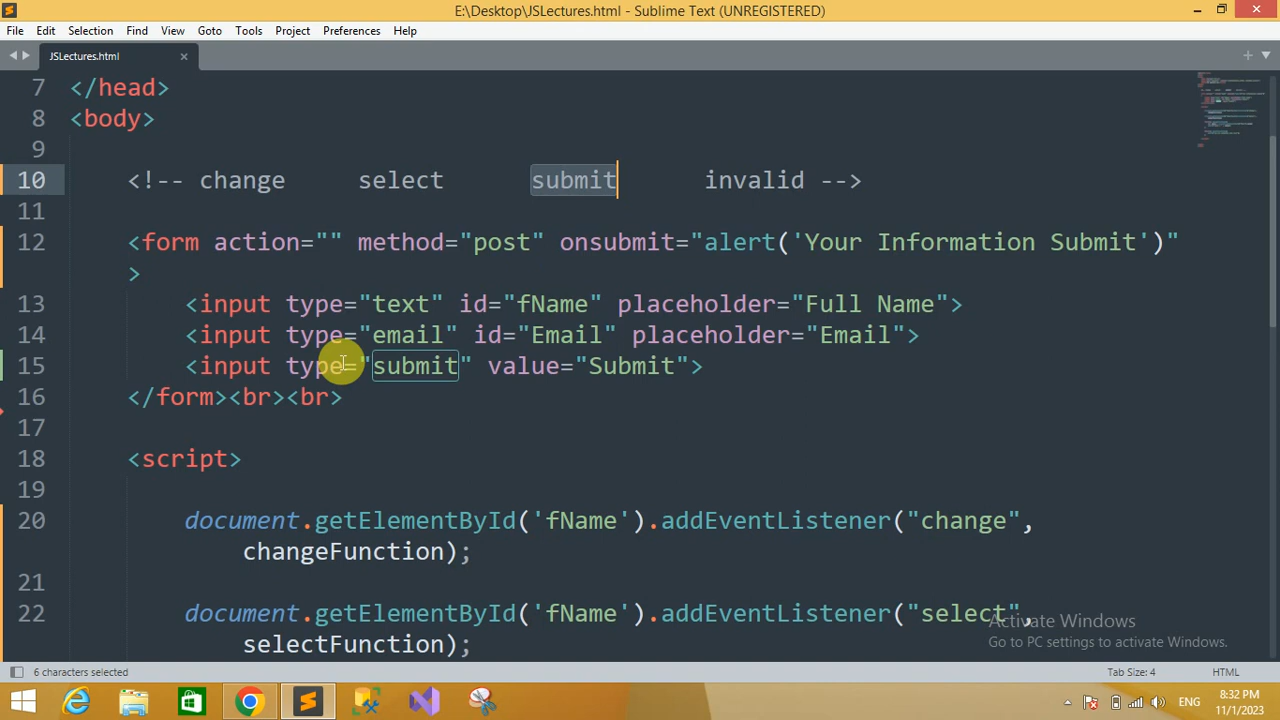 E:\Desktop\JSLectures.html - Sublime Text (UNREGISTERED)
File Edit Selection Find View Goto Tools Project Preferences Help
JSLectures.html
7 </head>
8 <body>
9
10 <!-- change select submit invalid -->
11
12 <form action="" method="post" onsubmit="alert('Your Information Submit')"
>
13 <input type="text" id="fName" placeholder="Full Name">
14 <input type="email" id="Email" placeholder="Email">
15 <input type="submit" value="Submit">
16 </form><br><br>
17
18 <script>
19
20 document.getElementById('fName').addEventListener("change",
changeFunction);
21
22 document.getElementById('fName').addEventListener("select",
selectFunction);
Activate Windows
Go to PC settings to activate Windows.
6 characters selected Tab Size: 4 HTML
ENG 8:32 PM
11/1/2023